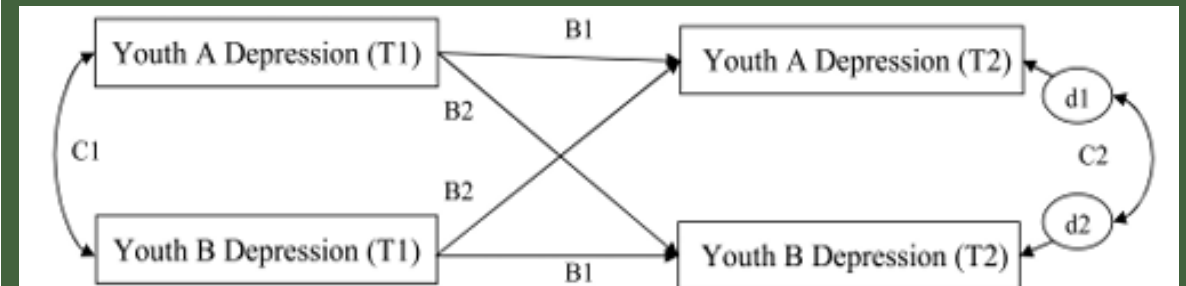 B1
Youth A Depression (T1)
Youth A Depression (T2)
d1
B2
C1
C2
B2
d2
Youth B Depression (T1)
Youth B Depression (T2)
B1